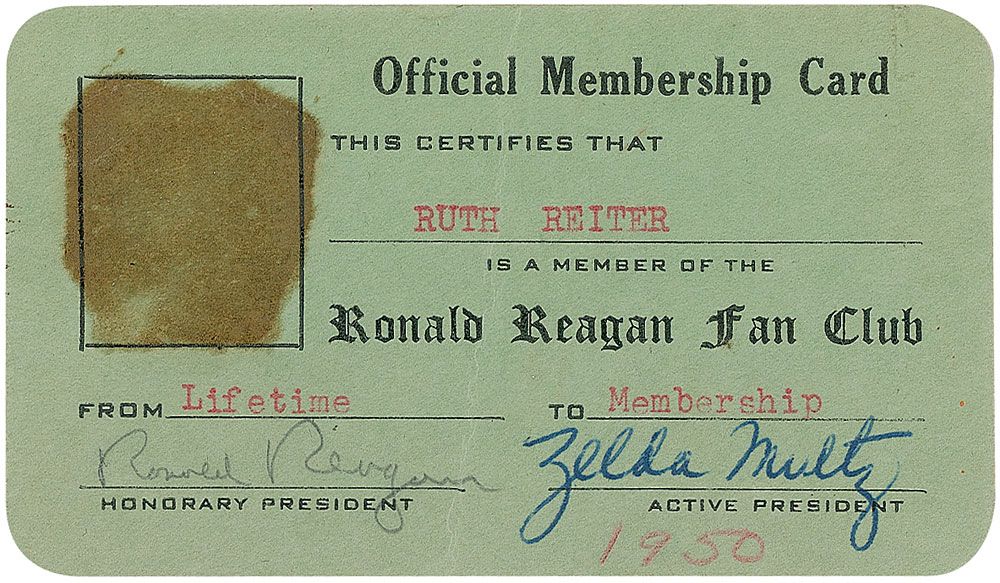 Official Membership Card
THIS CERTIFIES THAT
RUTH REITER
IS A MEMBER OF THE
Ronald Reagan Fan Club
FROM Lifetime TO Membership
Ronald Reagan Zelda Multz
HONORARY PRESIDENT ACTIVE PRESIDENT
1950